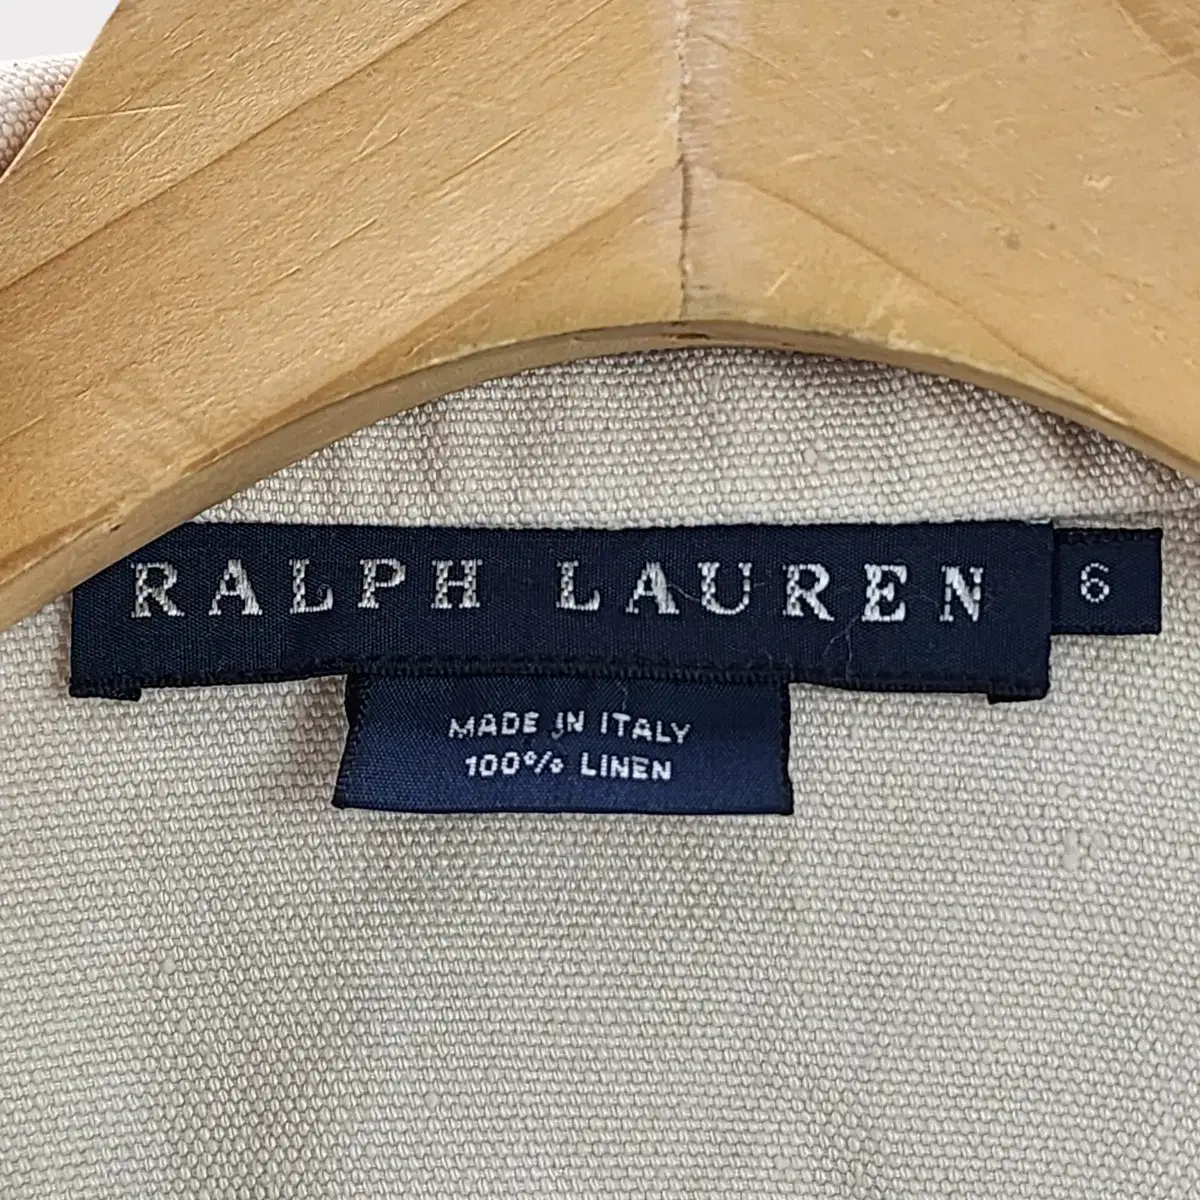 RALPH LAUREN 6
MADE IN ITALY
100% LINEN